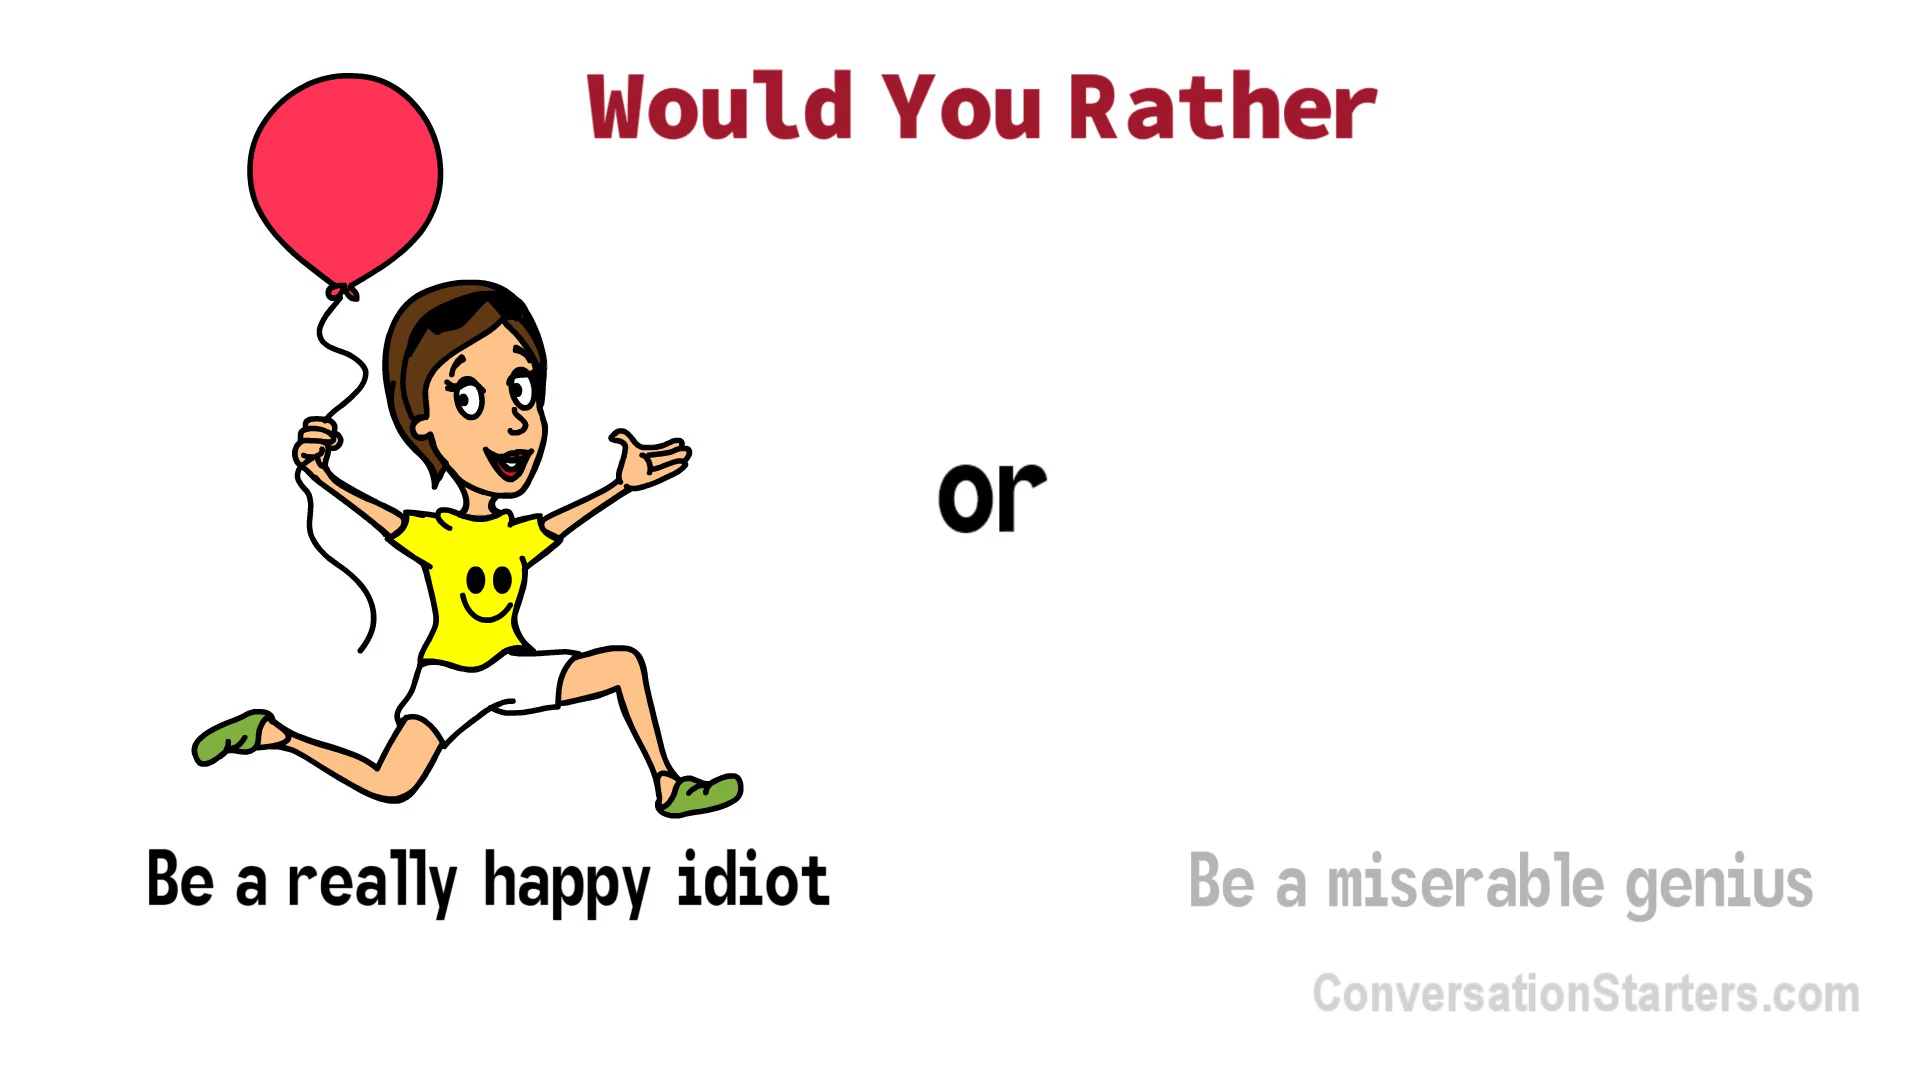 Would You Rather
or
Be a really happy idiot
Be a miserable genius
ConversationStarters.com